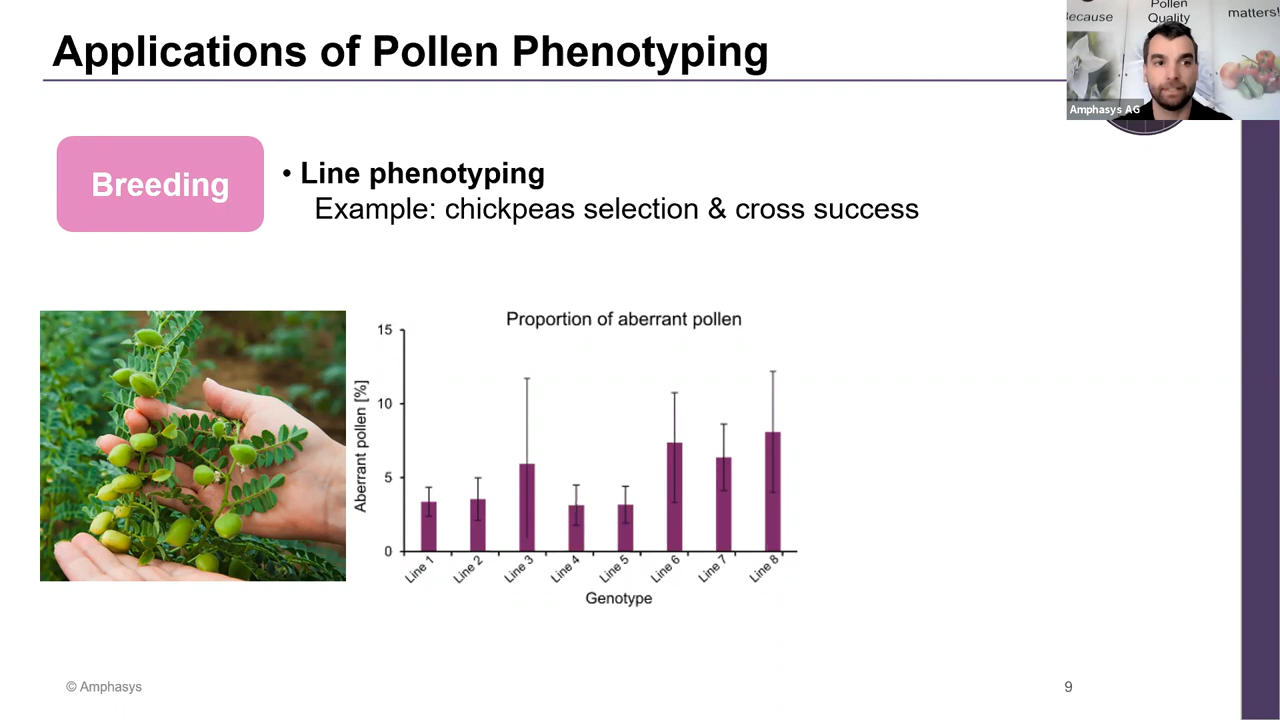 Applications of Pollen Phenotyping
Because
Pollen
Quality
matters!
Amphasys AG
Breeding
• Line phenotyping
Example: chickpeas selection & cross success
Proportion of aberrant pollen
Aberrant pollen [%]
15
10
5
0
Line 1
Line 2
Line 3
Line 4
Line 5
Line 6
Line 7
Line 8
Genotype
© Amphasys
9